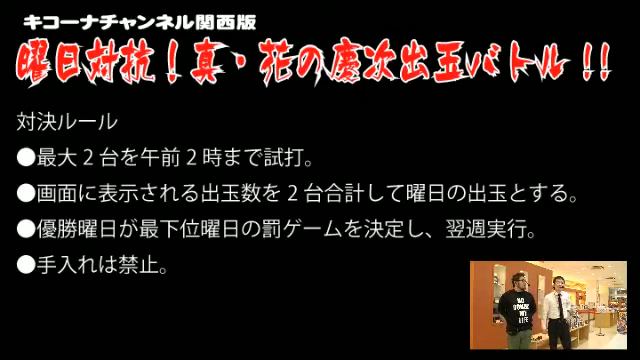 キコーナチャンネル関西版
曜日対抗！真・花の慶次出玉バトル！！
対決ルール
●最大２台を午前２時まで試打。
●画面に表示される出玉数を２台合計して曜日の出玉とする。
●優勝曜日が最下位曜日の罰ゲームを決定し、翌週実行。
●手入れは禁止。